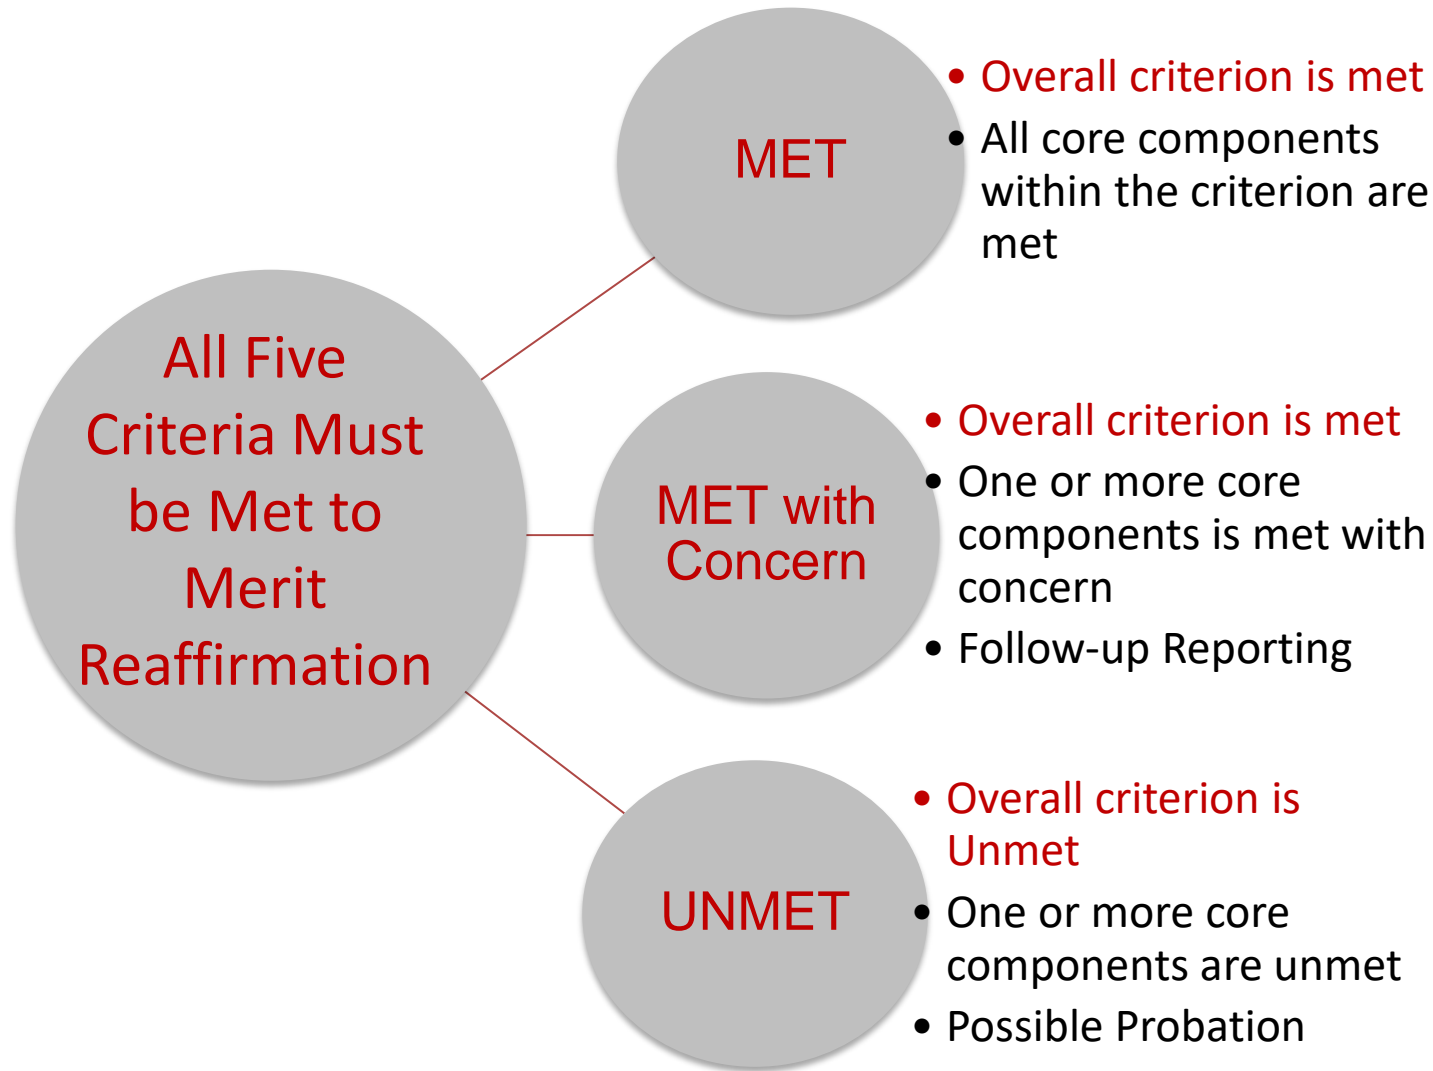 All Five
Criteria Must
be Met to
Merit
Reaffirmation
MET
• Overall criterion is met
• All core components
within the criterion are
met
MET with
Concern
• Overall criterion is met
• One or more core
components is met with
concern
• Follow-up Reporting
UNMET
• Overall criterion is
Unmet
• One or more core
components are unmet
• Possible Probation